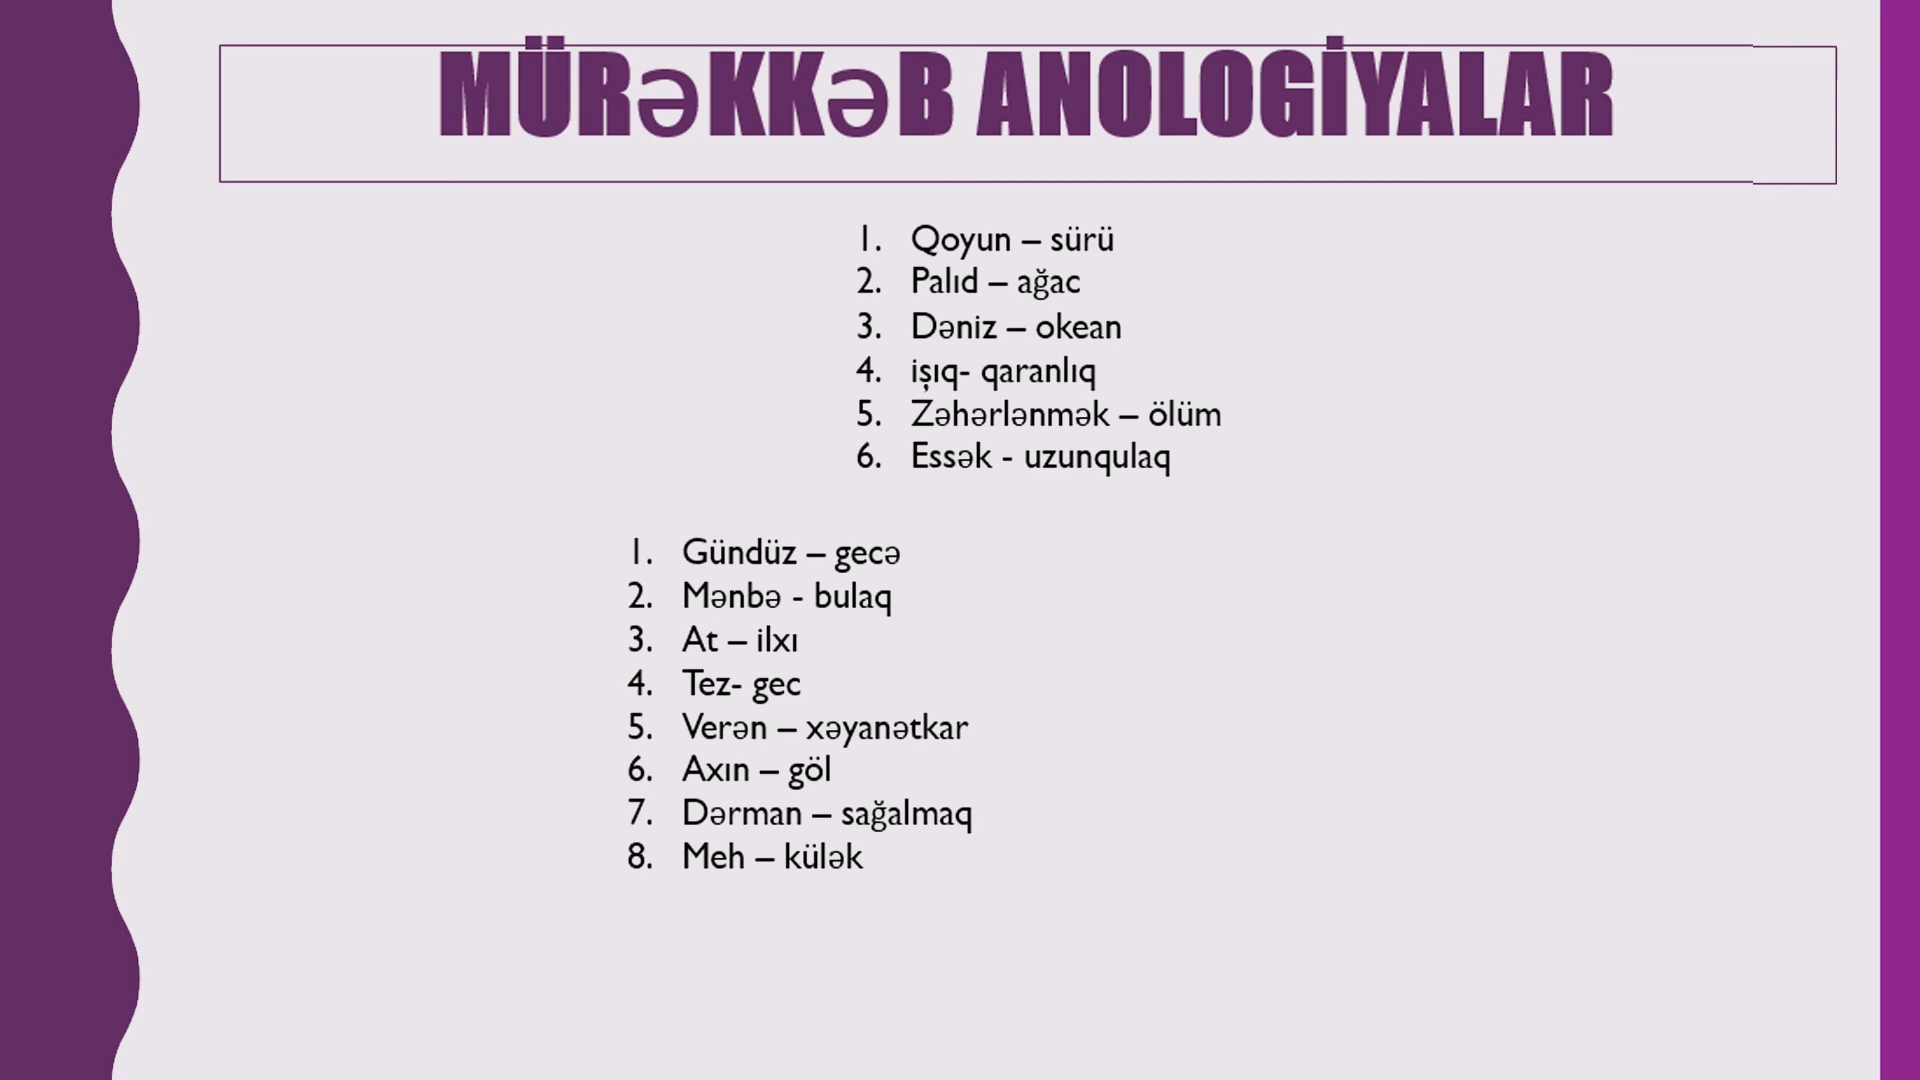 MÜRƏKKƏB ANOLOGİYALAR
1. Qoyun – sürü
2. Palıd – ağac
3. Dəniz – okean
4. işıq- qaranlıq
5. Zəhərlənmək – ölüm
6. Essək - uzunqulaq
1. Gündüz – gecə
2. Mənbə - bulaq
3. At – ilxı
4. Tez- gec
5. Verən – xəyanətkar
6. Axın – göl
7. Dərman – sağalmaq
8. Meh – külək